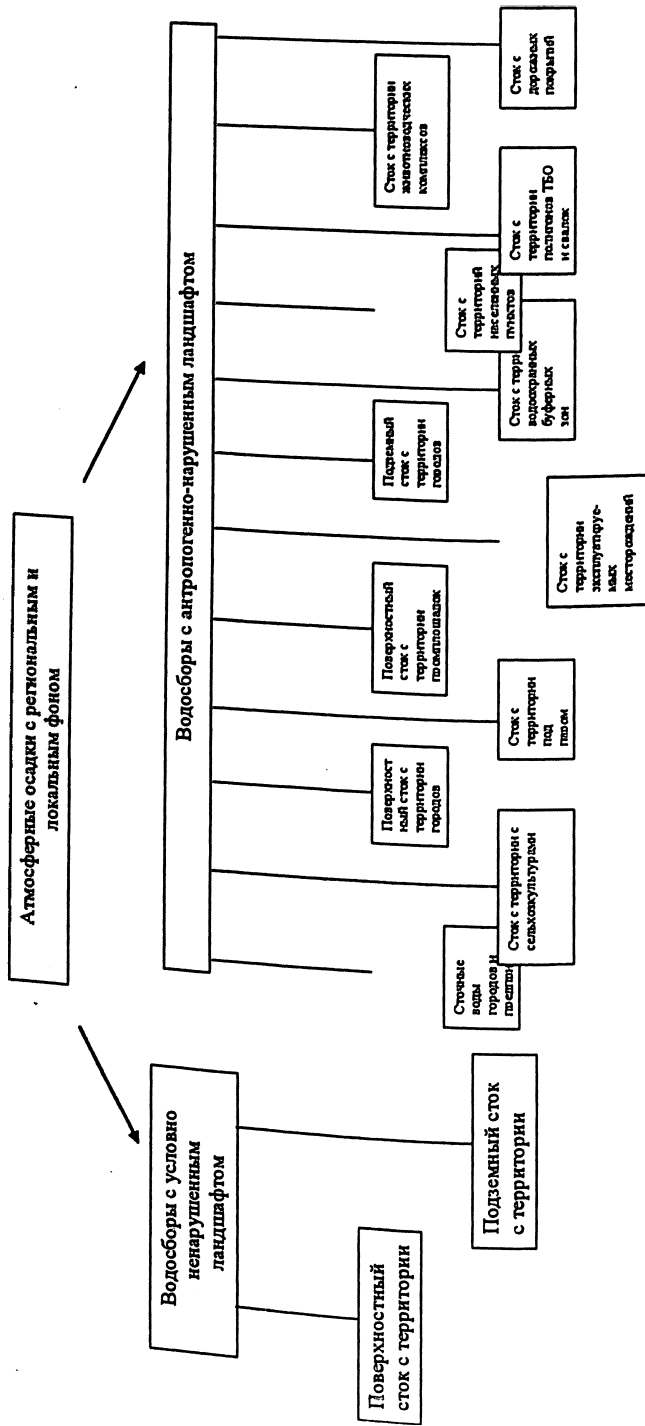 Атмосферные осадки с региональным и
локальным фоном
Водосборы с условно
ненарушенным
ландшафтом
Водосборы с антропогенно-нарушенным ландшафтом
Поверхностный
сток с территории
Подземный сток
с территории
Сточные
воды
городов и
Сток с территории с
сельхозкультурами
Поверхност
ный сток с
территории
городов
Сток с
территории
под
паром
Поверхностный
сток с
территории
промплощадок
Сток с
территории
эксплуатируе-
мых
месторождений
Подземный
сток с
территории
городов
Сток с терри
водоохранных
буферных
зон
Сток с
территорий
населенных
пунктов
Сток с
территории
полигонов ТБО
и свалок
Сток с территории
животноводческих
комплексов
Сток с
дорожных
покрытий